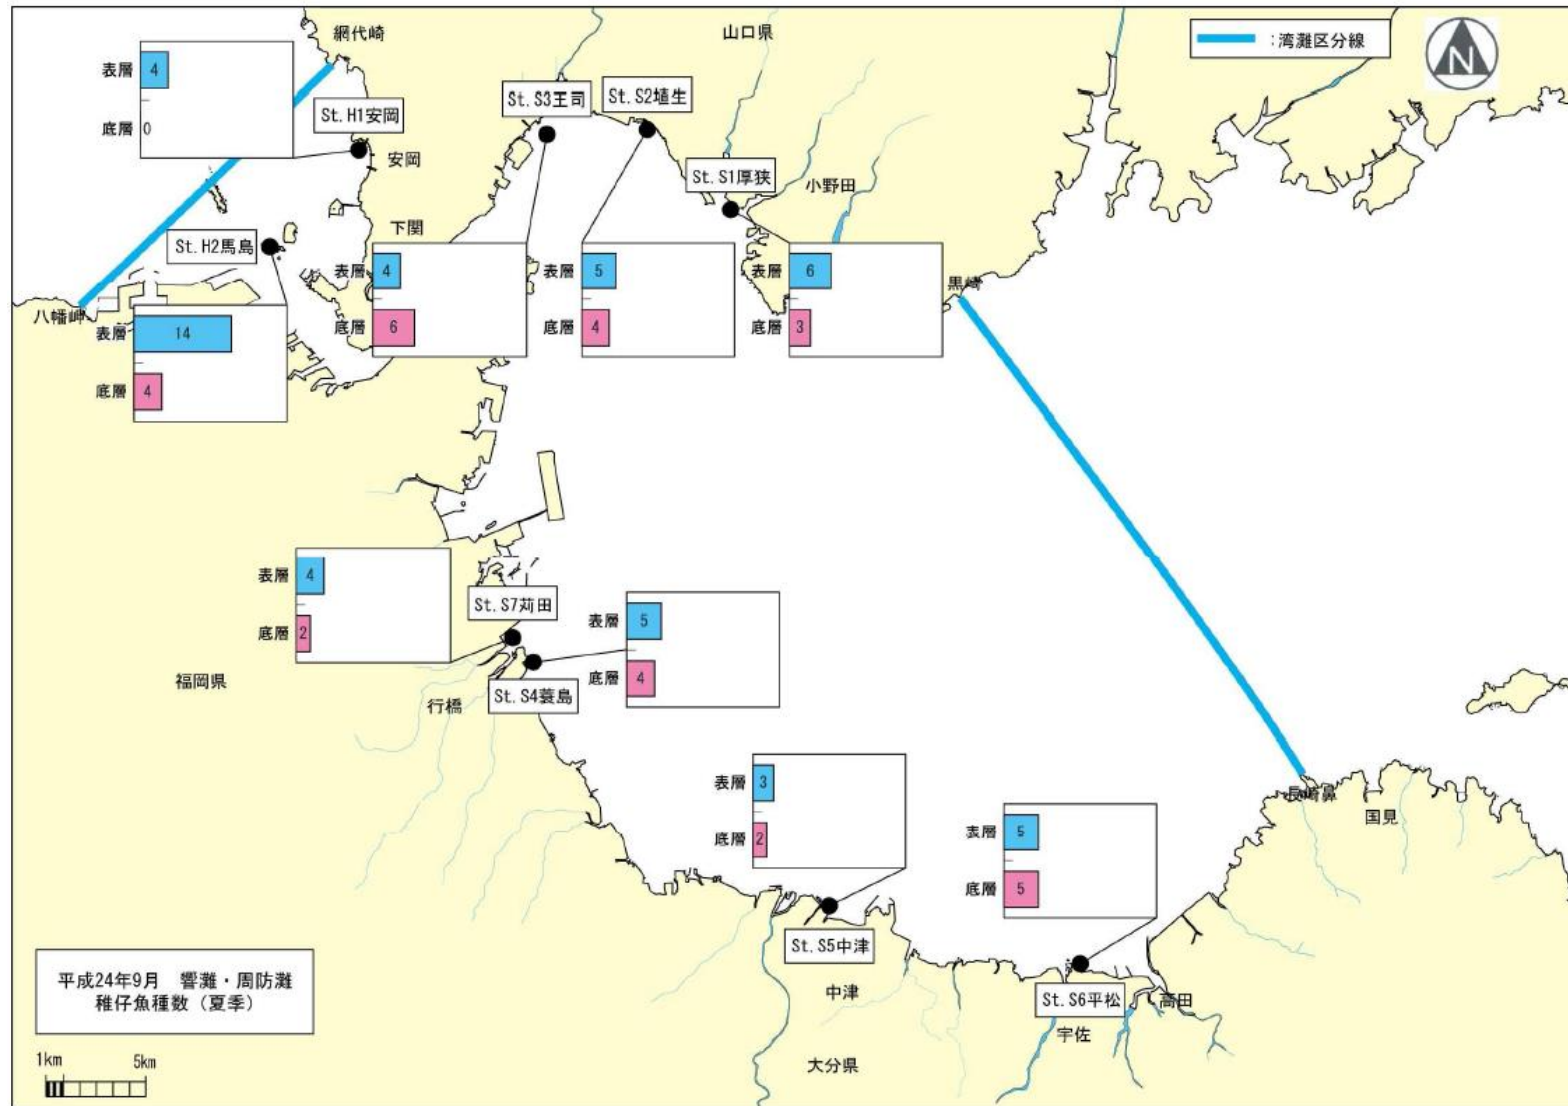 網代崎
山口県
:湾灘区分線
N
表層 4
底層 0
St.H1安岡
安岡
St.S3王司
St.S2埴生
St.S1厚狭
小野田
下関
St.H2馬島
八幡岬
表層 14
底層 4
表層 4
底層 6
表層 5
底層 4
表層 6
底層 3
黒崎
表層 4
底層 2
St.S7苅田
表層 5
底層 4
St.S4蓑島
福岡県
行橋
表層 3
底層 2
表層 5
底層 5
長崎鼻
国見
St.S5中津
中津
St.S6平松
高田
宇佐
大分県
平成24年9月 響灘・周防灘
稚仔魚種数(夏季)
1km 5km